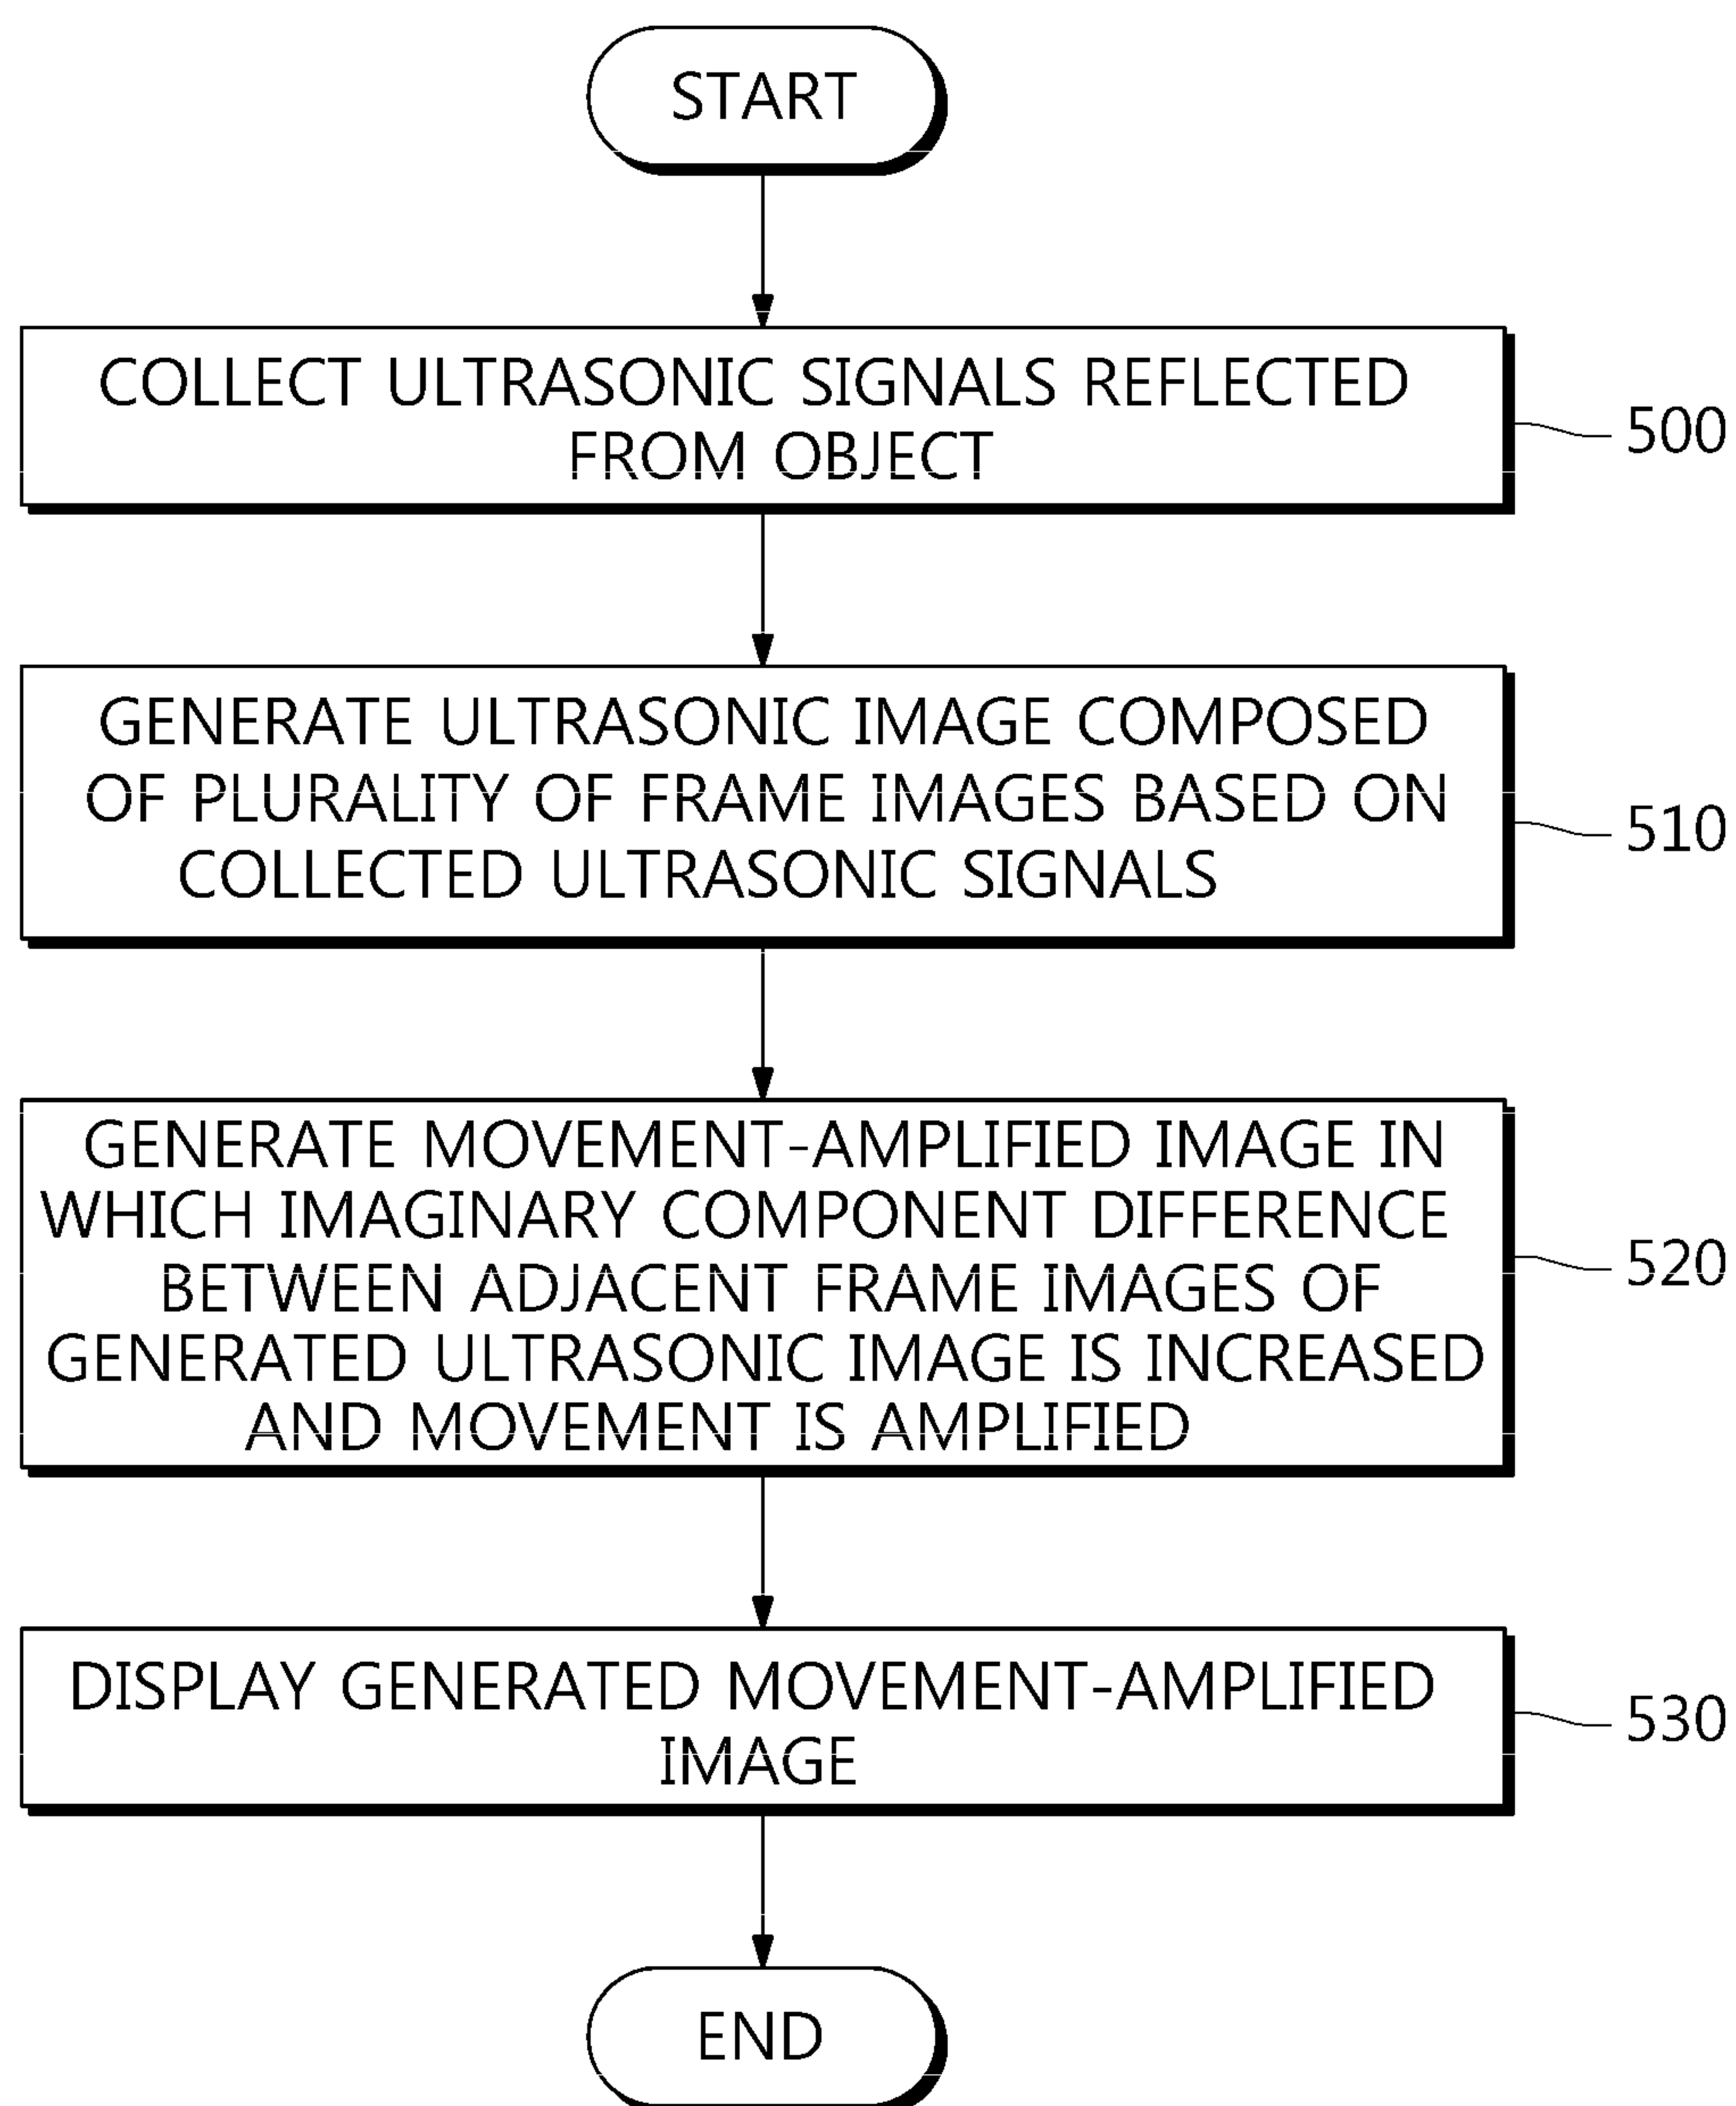 START
COLLECT ULTRASONIC SIGNALS REFLECTED
FROM OBJECT
500
GENERATE ULTRASONIC IMAGE COMPOSED
OF PLURALITY OF FRAME IMAGES BASED ON
COLLECTED ULTRASONIC SIGNALS
510
GENERATE MOVEMENT-AMPLIFIED IMAGE IN
WHICH IMAGINARY COMPONENT DIFFERENCE
BETWEEN ADJACENT FRAME IMAGES OF
GENERATED ULTRASONIC IMAGE IS INCREASED
AND MOVEMENT IS AMPLIFIED
520
DISPLAY GENERATED MOVEMENT-AMPLIFIED
IMAGE
530
END